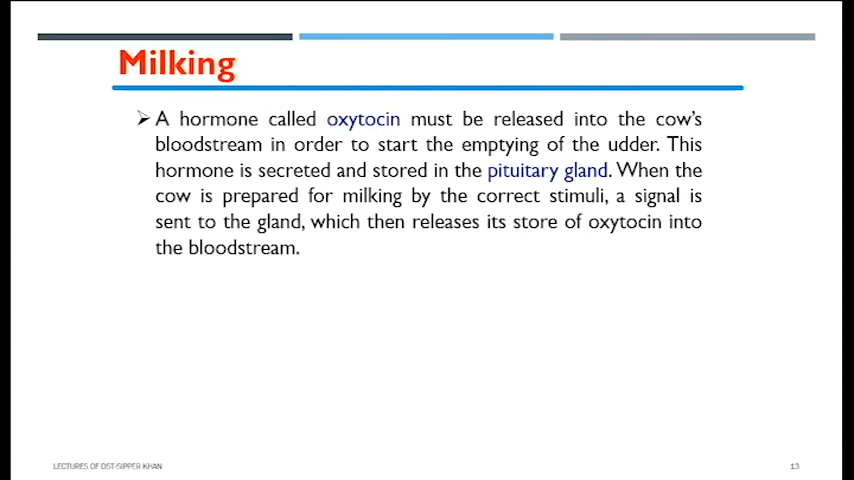 Milking
➢ A hormone called oxytocin must be released into the cow's
bloodstream in order to start the emptying of the udder. This
hormone is secreted and stored in the pituitary gland. When the
cow is prepared for milking by the correct stimuli, a signal is
sent to the gland, which then releases its store of oxytocin into
the bloodstream.
LECTURES OF DST-SIPPER KHAN
13